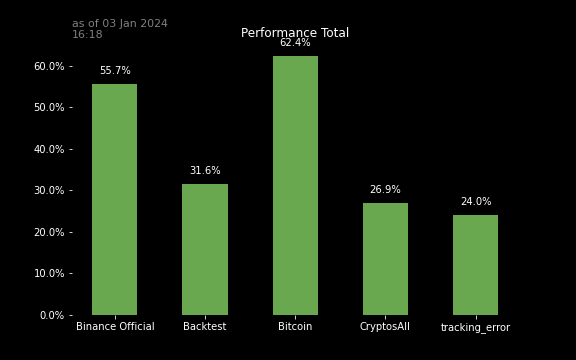 as of 03 Jan 2024
16:18
Performance Total
62.4%
60.0%
55.7%
50.0%
40.0%
31.6%
30.0%
26.9%
24.0%
20.0%
10.0%
0.0%
Binance Official
Backtest
Bitcoin
CryptosAll
tracking_error